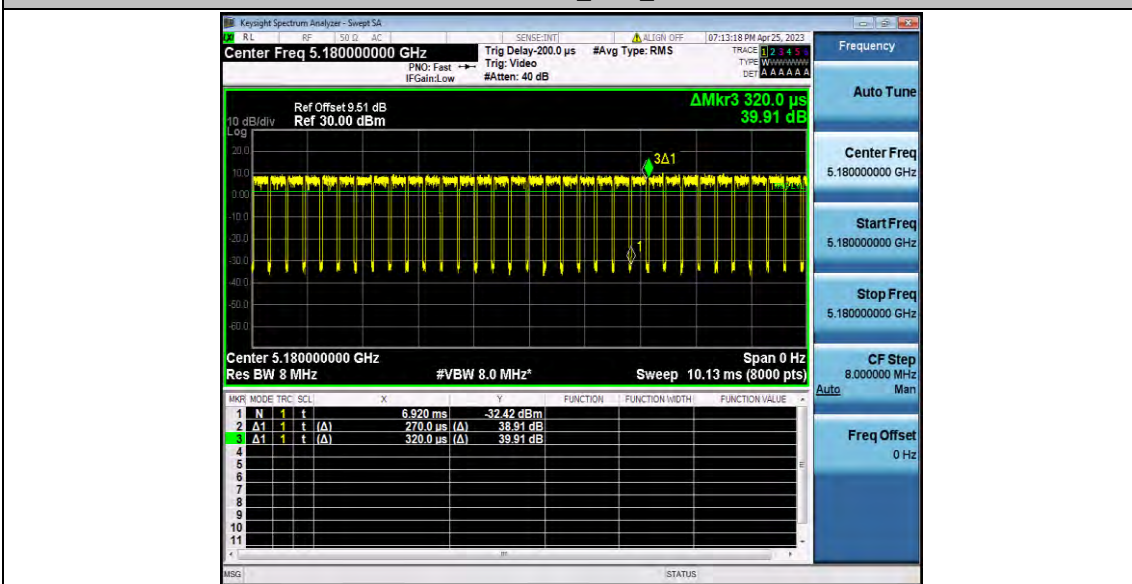 Keysight Spectrum Analyzer - Swept SA
RL RF 50 Ω AC SENSE:INT ALIGN OFF 07:13:18 PM Apr 25, 2023
Center Freq 5.180000000 GHz
PNO: Fast
IFGain:Low
Trig Delay-200.0 µs
Trig: Video
#Atten: 40 dB
#Avg Type: RMS
TRACE 1 2 3 4 5 6
TYPE W
DET A A A A A A
Frequency
Auto Tune
Center Freq
5.180000000 GHz
Start Freq
5.180000000 GHz
Stop Freq
5.180000000 GHz
CF Step
8.000000 MHz
Auto Man
Freq Offset
0 Hz
ΔMkr3 320.0 µs
39.91 dB
Ref Offset 9.51 dB
10 dB/div Ref 30.00 dBm
Log
20.0
10.0
0.00
-10.0
-20.0
-30.0
-40.0
-50.0
-60.0
3Δ1
1
Center 5.180000000 GHz Span 0 Hz
Res BW 8 MHz #VBW 8.0 MHz* Sweep 10.13 ms (8000 pts)
MKR MODE TRC SCL X Y FUNCTION FUNCTION WIDTH FUNCTION VALUE
1 N 1 t 6.920 ms -32.42 dBm
2 Δ1 1 t (Δ) 270.0 µs (Δ) 38.91 dB
3 Δ1 1 t (Δ) 320.0 µs (Δ) 39.91 dB
4
5
6
7
8
9
10
11
MSG STATUS